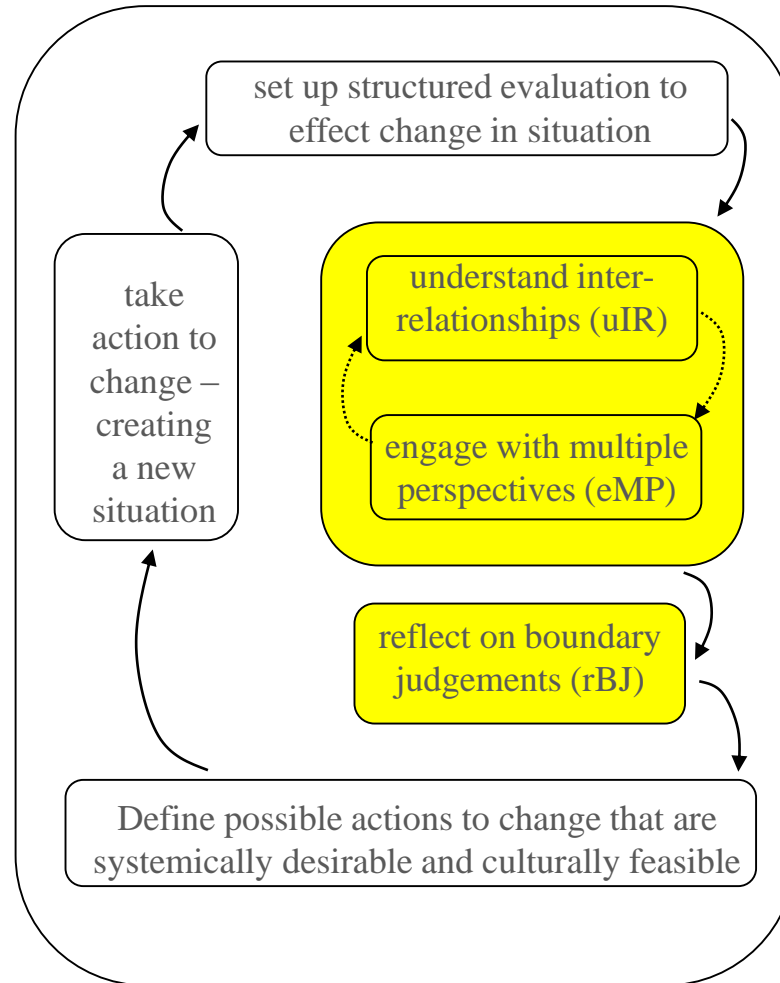 set up structured evaluation to
effect change in situation
understand inter-
relationships (uIR)
engage with multiple
perspectives (eMP)
reflect on boundary
judgements (rBJ)
Define possible actions to change that are
systemically desirable and culturally feasible
take
action to
change –
creating
a new
situation